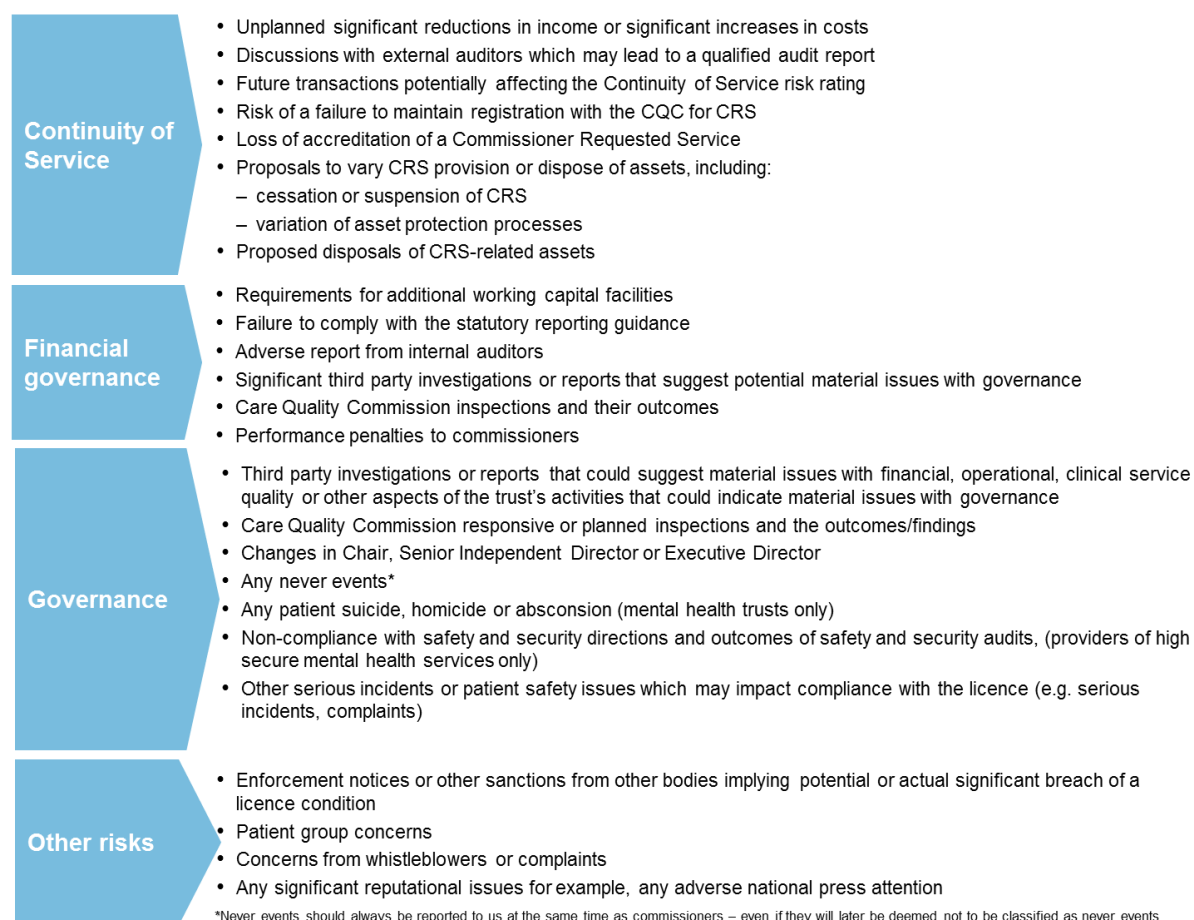 Continuity of
Service
• Unplanned significant reductions in income or significant increases in costs
• Discussions with external auditors which may lead to a qualified audit report
• Future transactions potentially affecting the Continuity of Service risk rating
• Risk of a failure to maintain registration with the CQC for CRS
• Loss of accreditation of a Commissioner Requested Service
• Proposals to vary CRS provision or dispose of assets, including:
– cessation or suspension of CRS
– variation of asset protection processes
• Proposed disposals of CRS-related assets
Financial
governance
• Requirements for additional working capital facilities
• Failure to comply with the statutory reporting guidance
• Adverse report from internal auditors
• Significant third party investigations or reports that suggest potential material issues with governance
• Care Quality Commission inspections and their outcomes
• Performance penalties to commissioners
Governance
• Third party investigations or reports that could suggest material issues with financial, operational, clinical service
quality or other aspects of the trust's activities that could indicate material issues with governance
• Care Quality Commission responsive or planned inspections and the outcomes/findings
• Changes in Chair, Senior Independent Director or Executive Director
• Any never events*
• Any patient suicide, homicide or absconsion (mental health trusts only)
• Non-compliance with safety and security directions and outcomes of safety and security audits, (providers of high
secure mental health services only)
• Other serious incidents or patient safety issues which may impact compliance with the licence (e.g. serious
incidents, complaints)
Other risks
• Enforcement notices or other sanctions from other bodies implying potential or actual significant breach of a
licence condition
• Patient group concerns
• Concerns from whistleblowers or complaints
• Any significant reputational issues for example, any adverse national press attention
*Never events should always be reported to us at the same time as commissioners – even if they will later be deemed not to be classified as never events